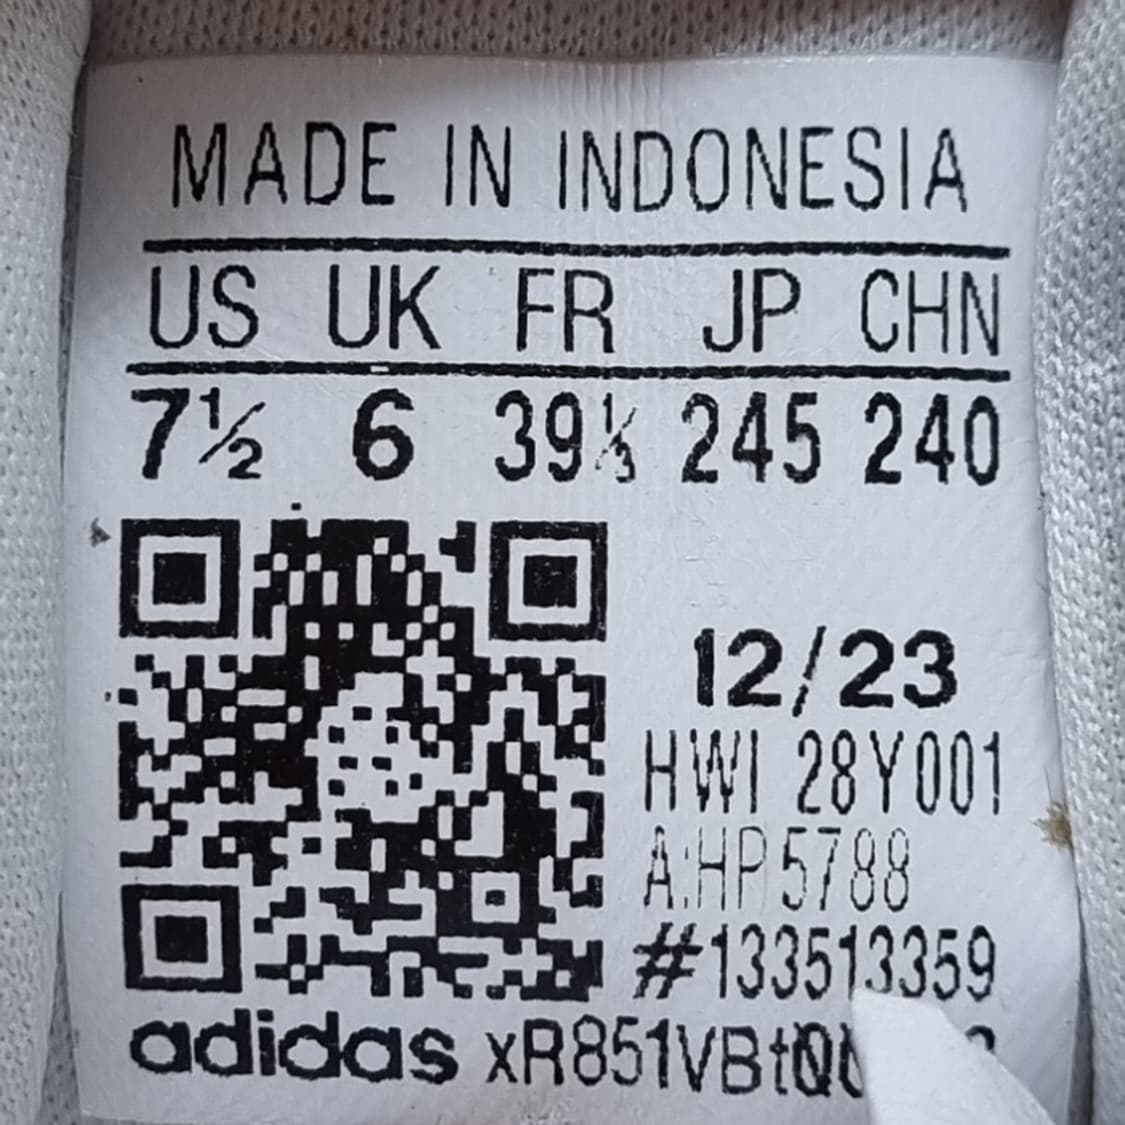 MADE IN INDONESIA
US UK FR JP CHN
7½ 6 39⅓ 245 240
12/23
HWI 28Y001
A:HP5788
#133513359
adidas